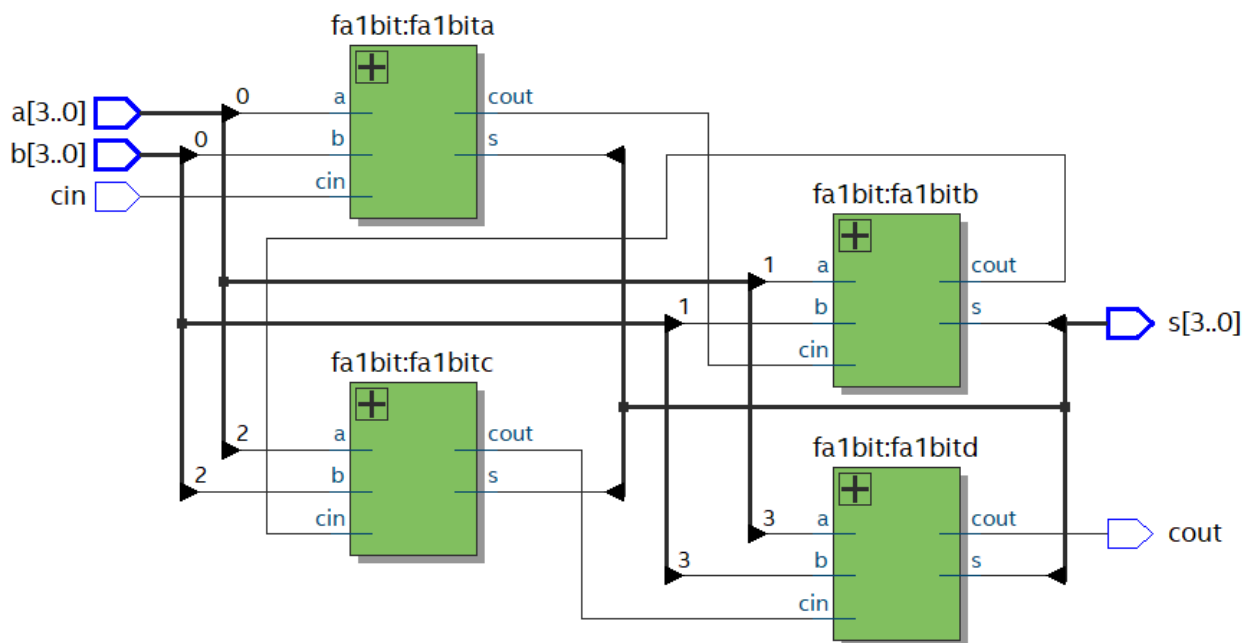 fa1bit:fa1bita
a[3..0]
0
a
cout
b[3..0]
0
b
s
cin
cin
fa1bit:fa1bitb
1
a
cout
1
b
s
s[3..0]
cin
fa1bit:fa1bitc
2
a
cout
2
b
s
cin
fa1bit:fa1bitd
3
a
cout
cout
3
b
s
cin